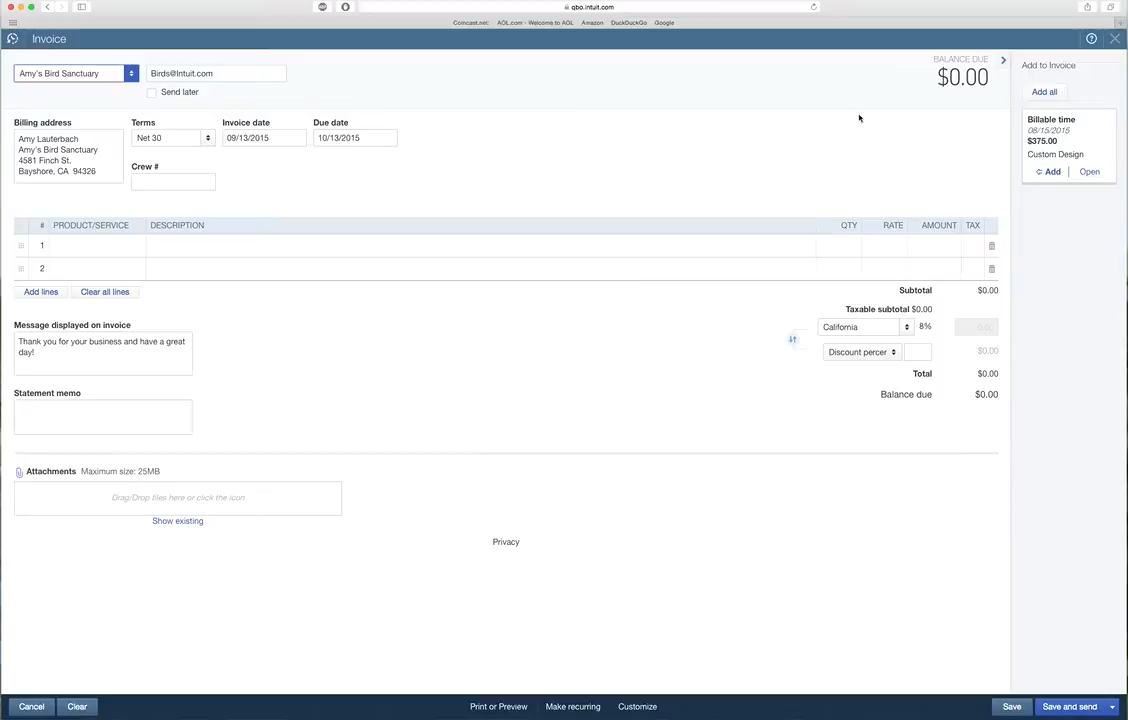 qbo.intuit.com
Comcast.net: AOL.com - Welcome to AOL Amazon DuckDuckGo Google
Invoice
Amy's Bird Sanctuary
Birds@Intuit.com
Send later
BALANCE DUE
$0.00
Add to Invoice
Add all
Billable time
08/15/2015
$375.00
Custom Design
Add
Open
Billing address
Amy Lauterbach
Amy's Bird Sanctuary
4581 Finch St.
Bayshore, CA 94326
Terms
Net 30
Invoice date
09/13/2015
Due date
10/13/2015
Crew #
# PRODUCT/SERVICE DESCRIPTION QTY RATE AMOUNT TAX
1
2
Add lines
Clear all lines
Subtotal $0.00
Taxable subtotal $0.00
California 8% 0.00
Discount percer $0.00
Total $0.00
Balance due $0.00
Message displayed on invoice
Thank you for your business and have a great
day!
Statement memo
Attachments Maximum size: 25MB
Drag/Drop files here or click the icon
Show existing
Privacy
Cancel
Clear
Print or Preview
Make recurring
Customize
Save
Save and send